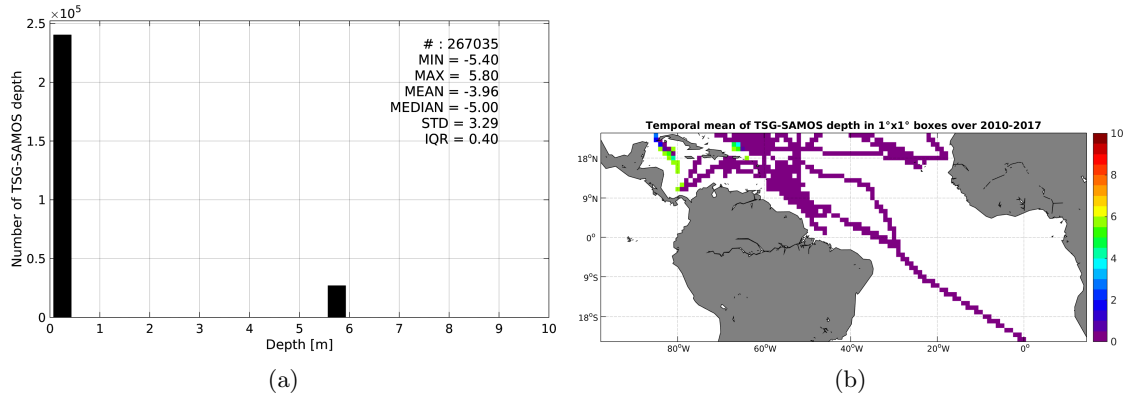 ×10⁵
2.5
2
1.5
1
0.5
0
Number of TSG-SAMOS depth
# : 267035
MIN = -5.40
MAX = 5.80
MEAN = -3.96
MEDIAN = -5.00
STD = 3.29
IQR = 0.40
0 1 2 3 4 5 6 7 8 9 10
Depth [m]
(a)
Temporal mean of TSG-SAMOS depth in 1°x1° boxes over 2010-2017
18°N
9°N
0°
9°S
18°S
80°W 60°W 40°W 20°W 0°
10
8
6
4
2
0
(b)